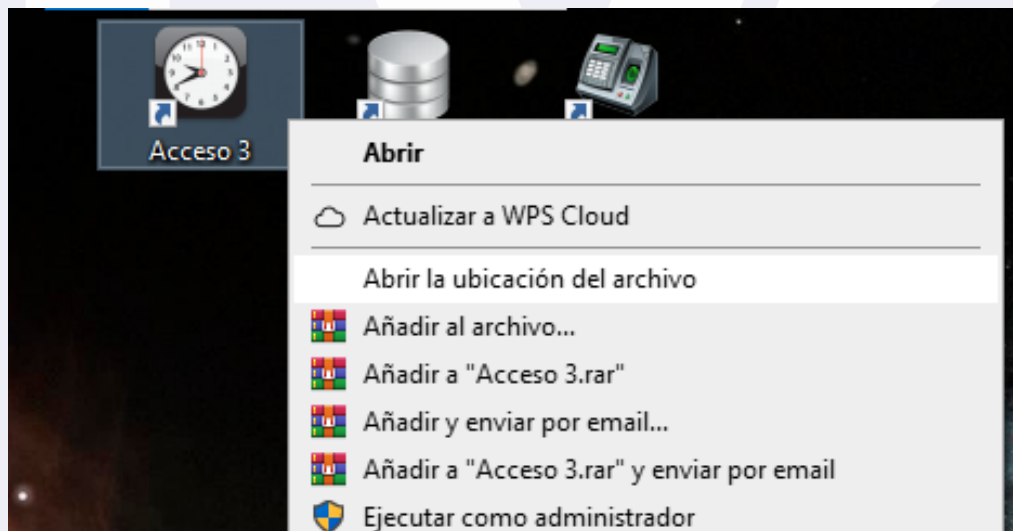 Acceso 3
Abrir
Actualizar a WPS Cloud
Abrir la ubicación del archivo
Añadir al archivo...
Añadir a "Acceso 3.rar"
Añadir y enviar por email...
Añadir a "Acceso 3.rar" y enviar por email
Ejecutar como administrador